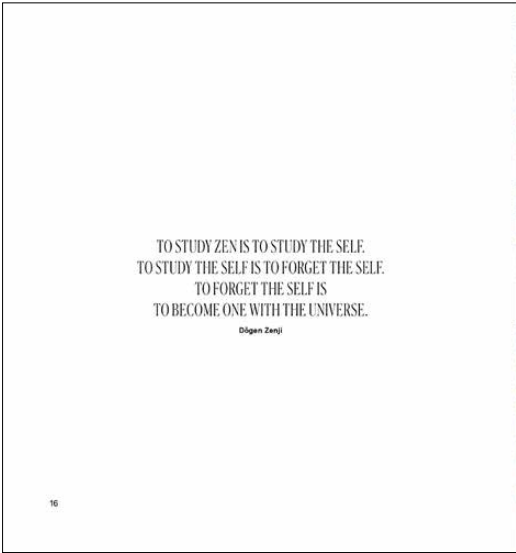 TO STUDY ZEN IS TO STUDY THE SELF.
TO STUDY THE SELF IS TO FORGET THE SELF.
TO FORGET THE SELF IS
TO BECOME ONE WITH THE UNIVERSE.
Dōgen Zenji
16